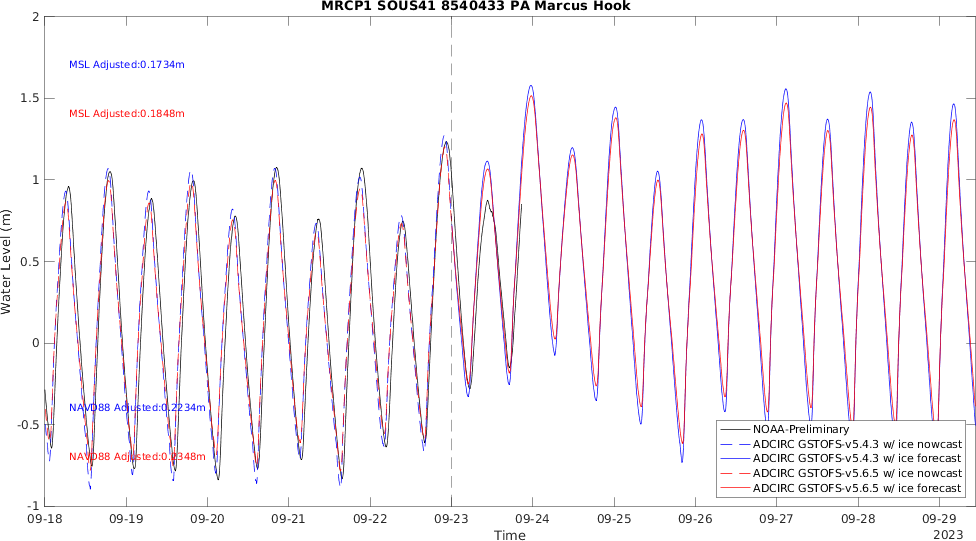 MRCP1 SOUS41 8540433 PA Marcus Hook
2
1.5
1
0.5
0
-0.5
-1
Water Level (m)
MSL Adjusted:0.1734m
MSL Adjusted:0.1848m
NAVD88 Adjusted:0.2234m
NAVD88 Adjusted:0.2348m
NOAA-Preliminary
ADCIRC GSTOFS-v5.4.3 w/ ice nowcast
ADCIRC GSTOFS-v5.4.3 w/ ice forecast
ADCIRC GSTOFS-v5.6.5 w/ ice nowcast
ADCIRC GSTOFS-v5.6.5 w/ ice forecast
09-18 09-19 09-20 09-21 09-22 09-23 09-24 09-25 09-26 09-27 09-28 09-29
Time
2023